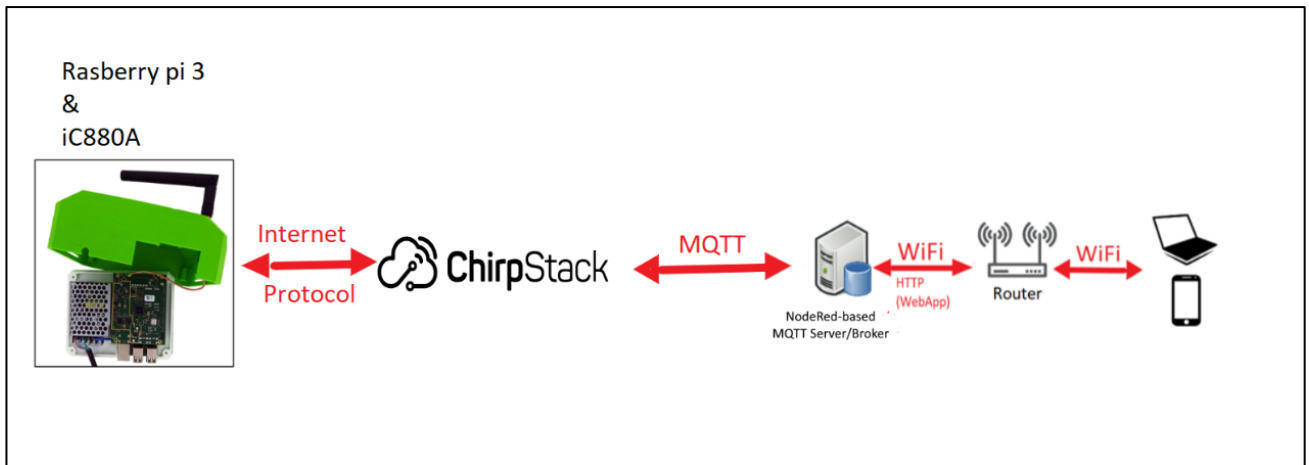 Rasberry pi 3
&
iC880A
Internet
Protocol
ChirpStack
MQTT
NodeRed-based
MQTT Server/Broker
WiFi
HTTP
(WebApp)
Router
WiFi